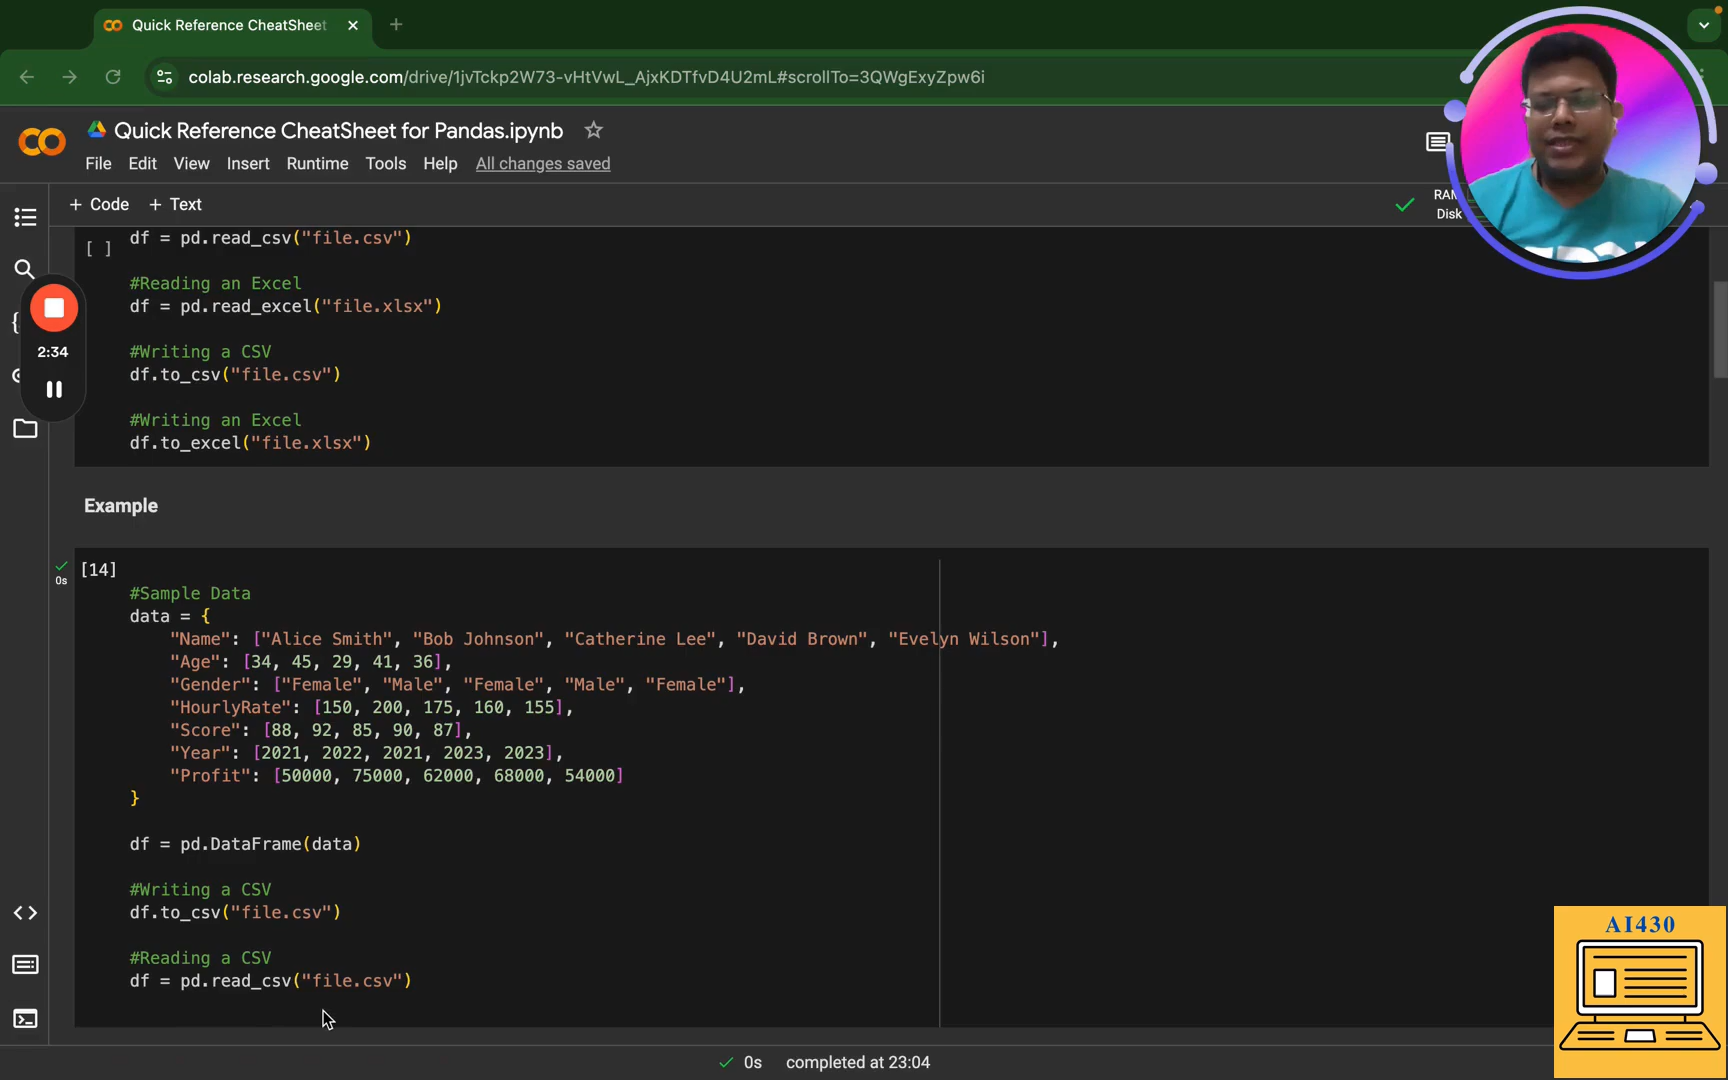 Quick Reference CheatSheet
colab.research.google.com/drive/1jvTckp2W73-vHtVwL_AjxKDTfvD4U2mL#scrollTo=3QWgExyZpw6i
Quick Reference CheatSheet for Pandas.ipynb
File Edit View Insert Runtime Tools Help All changes saved
+ Code + Text
RAM
Disk
[ ]
df = pd.read_csv("file.csv")
#Reading an Excel
df = pd.read_excel("file.xlsx")
#Writing a CSV
df.to_csv("file.csv")
#Writing an Excel
df.to_excel("file.xlsx")
2:34
Example
0s
[14]
#Sample Data
data = {
"Name": ["Alice Smith", "Bob Johnson", "Catherine Lee", "David Brown", "Evelyn Wilson"],
"Age": [34, 45, 29, 41, 36],
"Gender": ["Female", "Male", "Female", "Male", "Female"],
"HourlyRate": [150, 200, 175, 160, 155],
"Score": [88, 92, 85, 90, 87],
"Year": [2021, 2022, 2021, 2023, 2023],
"Profit": [50000, 75000, 62000, 68000, 54000]
}
df = pd.DataFrame(data)
#Writing a CSV
df.to_csv("file.csv")
#Reading a CSV
df = pd.read_csv("file.csv")
AI430
0s completed at 23:04